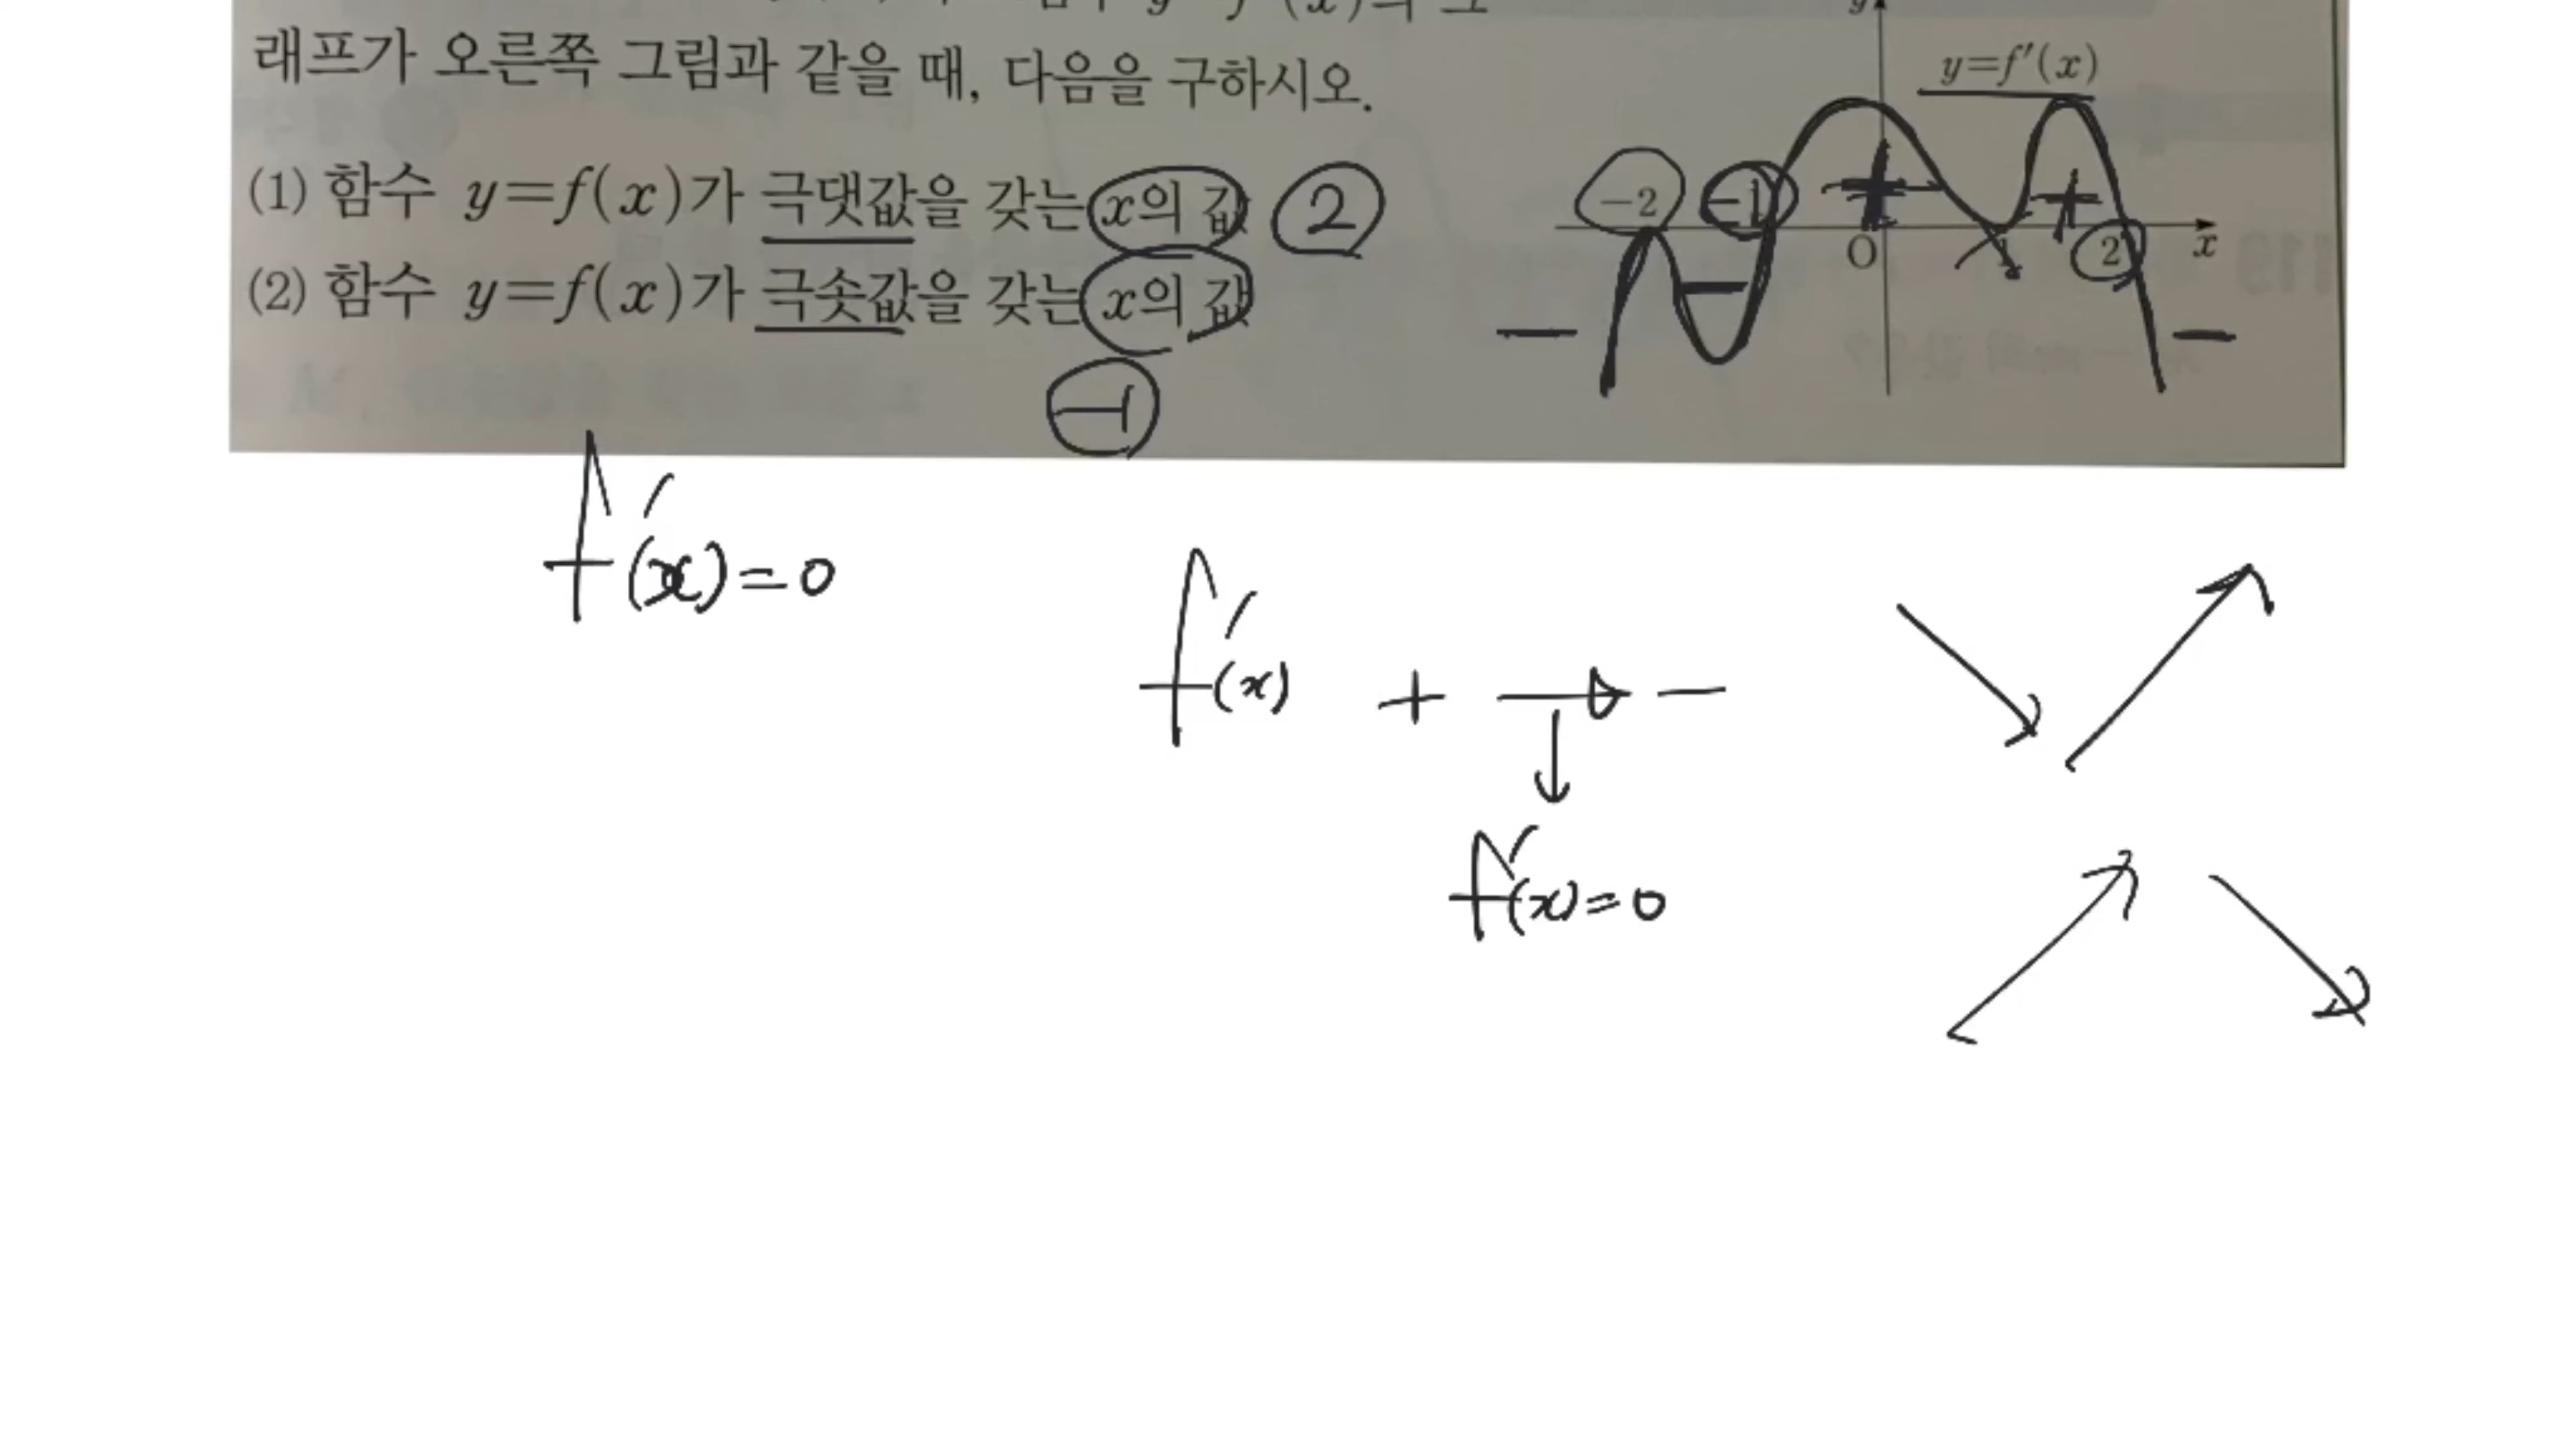 래프가 오른쪽 그림과 같을 때, 다음을 구하시오.
(1) 함수 y=f(x)가 극댓값을 갖는 x의 값 2
(2) 함수 y=f(x)가 극솟값을 갖는 x의 값
-1
y
y=f'(x)
-2 -1 + +
O 1 2 x
- - -
f'(x)=0
f'(x) + → -
↓
f'(x)=0